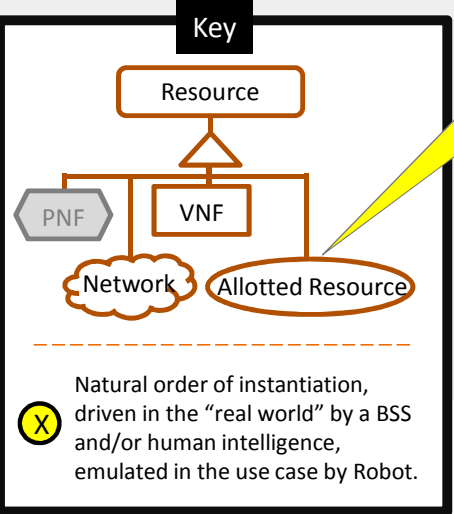 Key
Resource
PNF
VNF
Network
Allotted Resource
X
Natural order of instantiation,
driven in the “real world” by a BSS
and/or human intelligence,
emulated in the use case by Robot.